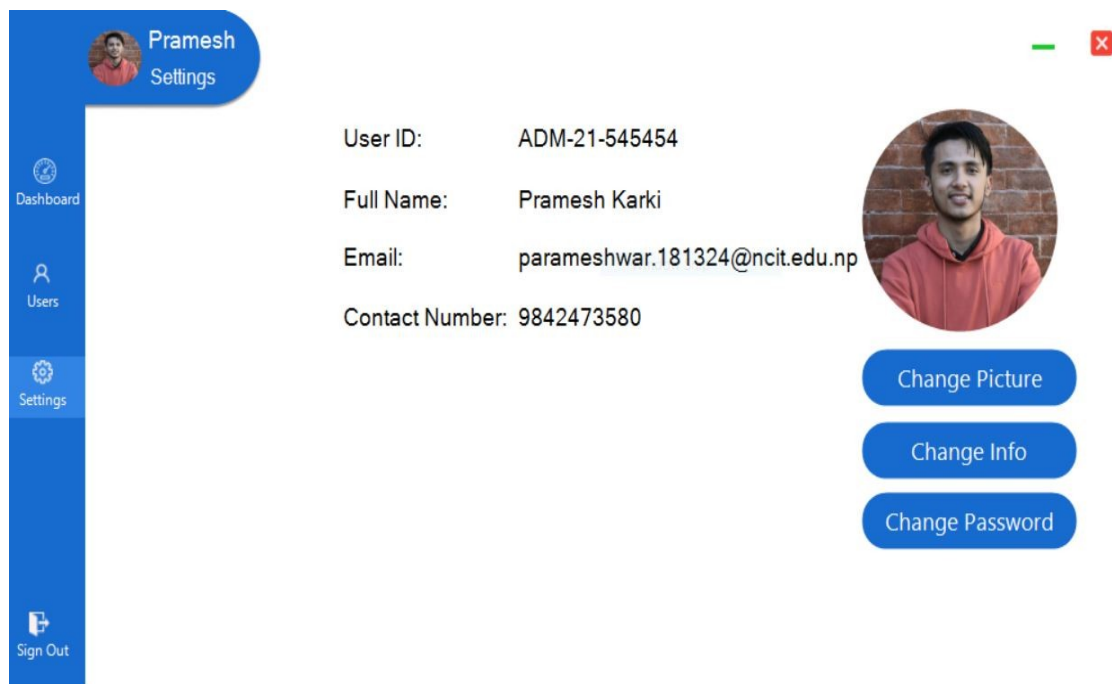 Pramesh
Settings
Dashboard
Users
Settings
Sign Out
User ID: ADM-21-545454
Full Name: Pramesh Karki
Email: parameshwar.181324@ncit.edu.np
Contact Number: 9842473580
Change Picture
Change Info
Change Password